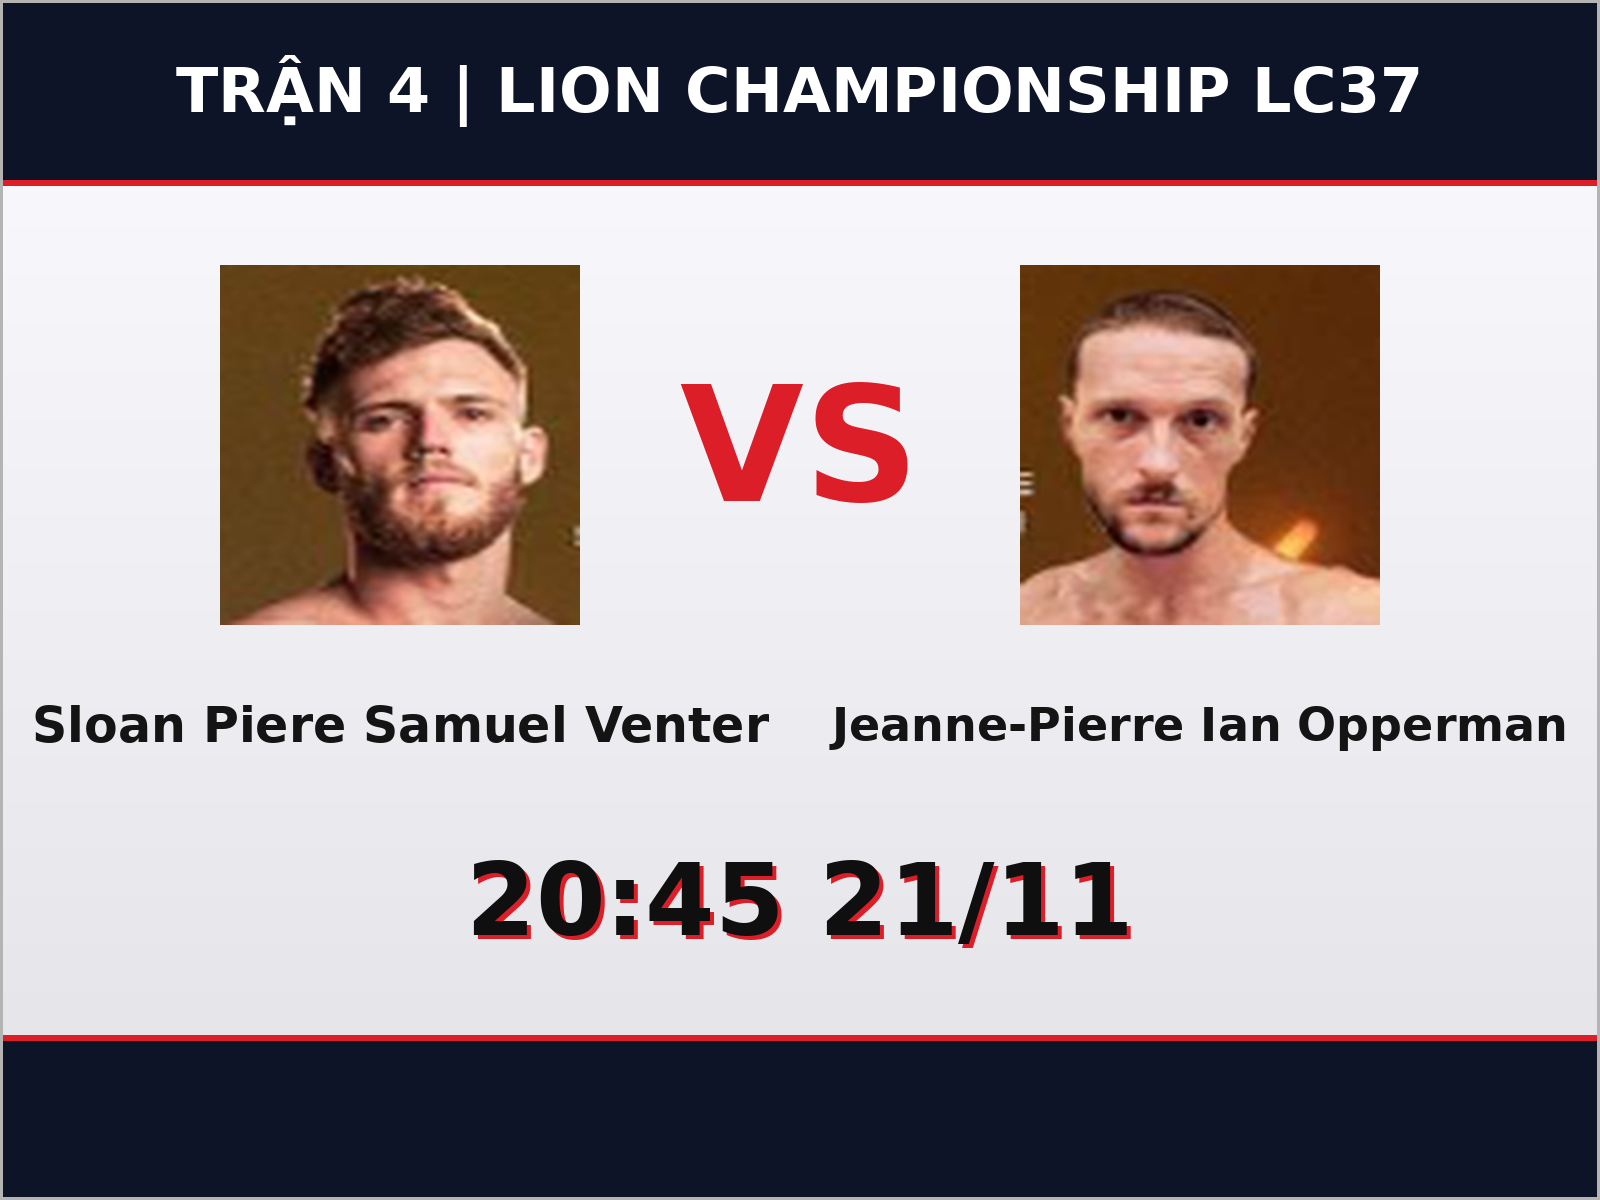 TRẬN 4 | LION CHAMPIONSHIP LC37
VS
Sloan Piere Samuel Venter
Jeanne-Pierre Ian Opperman
20:45 21/11